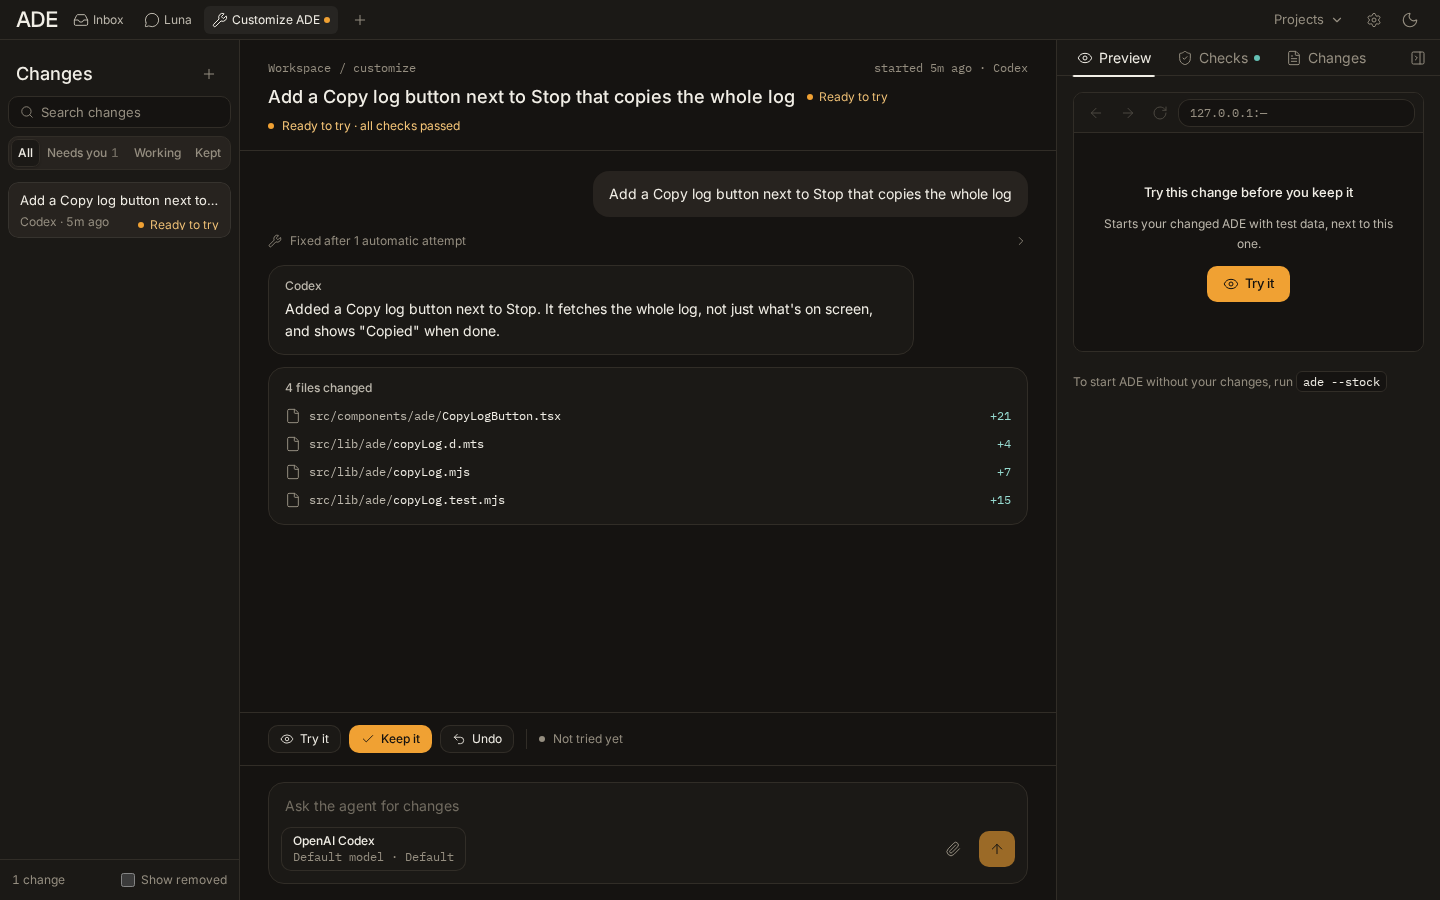 ADE
Inbox
Luna
Customize ADE
Projects
Changes
Search changes
All
Needs you 1
Working
Kept
Add a Copy log button next to...
Codex · 5m ago
Ready to try
1 change
Show removed
Workspace / customize
started 5m ago · Codex
Add a Copy log button next to Stop that copies the whole log
Ready to try
Ready to try · all checks passed
Add a Copy log button next to Stop that copies the whole log
Fixed after 1 automatic attempt
Codex
Added a Copy log button next to Stop. It fetches the whole log, not just what's on screen,
and shows "Copied" when done.
4 files changed
src/components/ade/CopyLogButton.tsx +21
src/lib/ade/copyLog.d.mts +4
src/lib/ade/copyLog.mjs +7
src/lib/ade/copyLog.test.mjs +15
Try it
Keep it
Undo
Not tried yet
Ask the agent for changes
OpenAI Codex
Default model · Default
Preview
Checks
Changes
127.0.0.1:—
Try this change before you keep it
Starts your changed ADE with test data, next to this
one.
Try it
To start ADE without your changes, run ade --stock